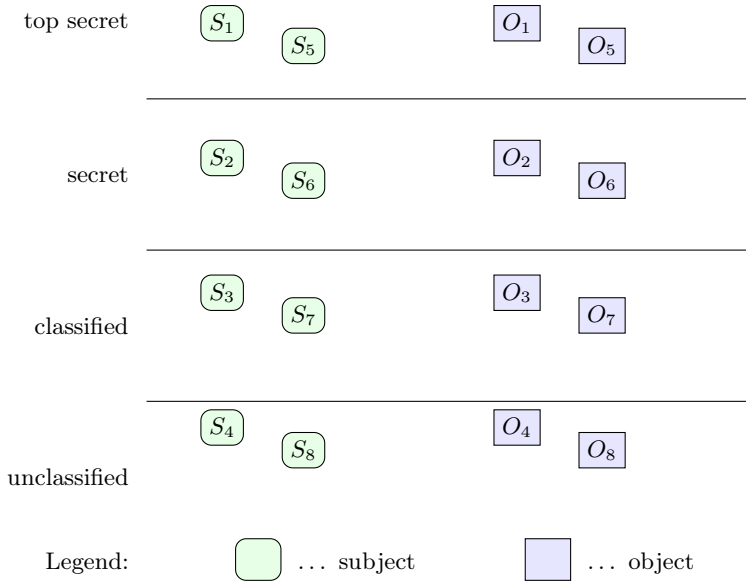 top secret S1 O1
S5 O5
S2 O2
secret S6 O6
S3 O3
classified S7 O7
S4 O4
S8 O8
unclassified
Legend: ... subject ... object